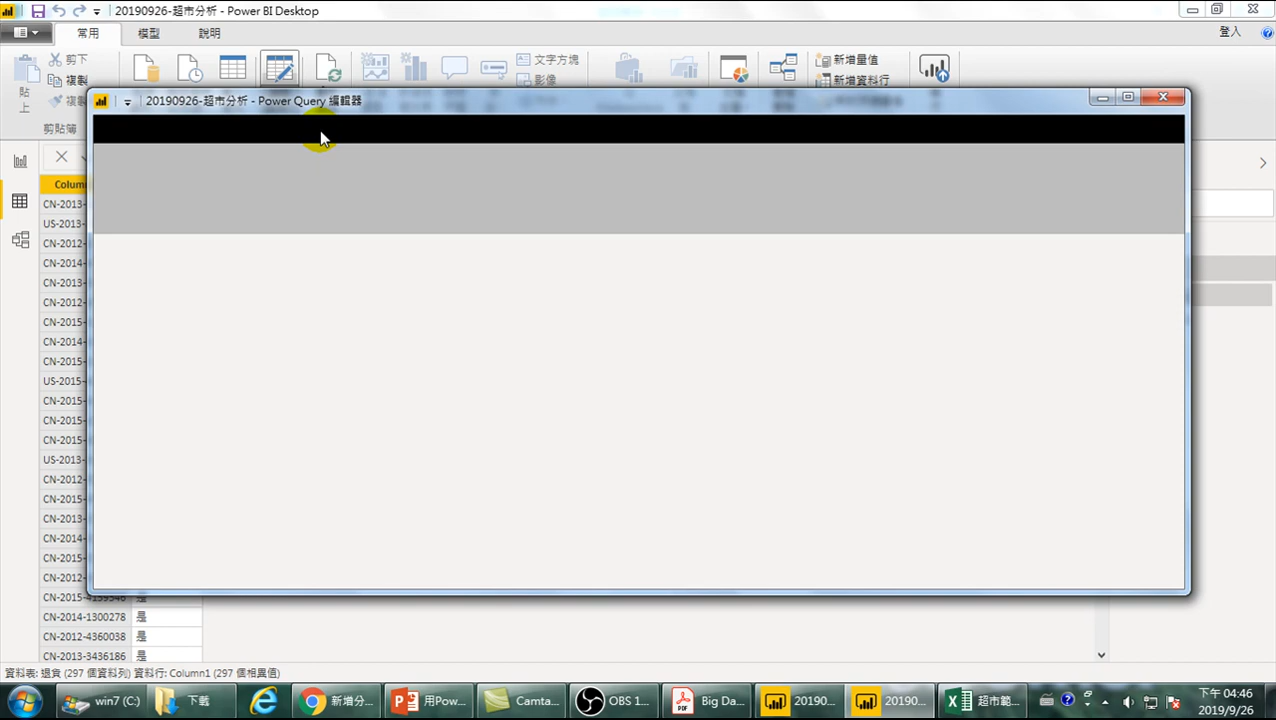 20190926-超市分析 - Power BI Desktop
常用 模型 說明 登入
剪下
複製
貼上
剪貼簿
文字方塊
影像
新增量值
新增資料行
20190926-超市分析 - Power Query 編輯器
Colum
CN-2013-
US-2013-
CN-2012-
CN-2014-
CN-2013-
CN-2012-
CN-2015-
CN-2014-
CN-2015-
US-2015-
CN-2015-
CN-2015-
CN-2015-
US-2013-
CN-2012-
CN-2015-
CN-2013-
CN-2014-
CN-2015-
CN-2012-
CN-2015-4159346 是
CN-2014-1300278 是
CN-2012-4360038 是
CN-2013-3436186 是
資料表: 退貨 (297 個資料列) 資料行: Column1 (297 個相異值)
win7 (C:) 下載 新增分... 用Pow... Camta... OBS 1... Big Da... 20190... 20190... 超市範...
下午 04:46
2019/9/26